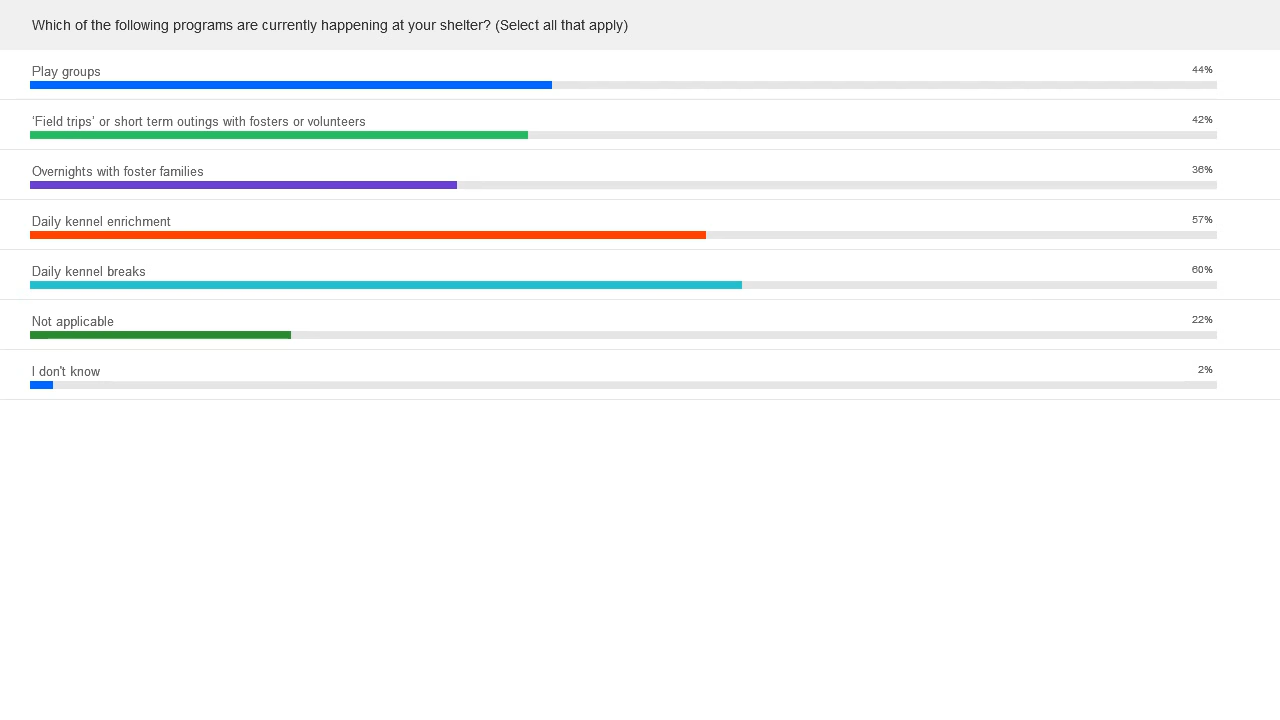 Which of the following programs are currently happening at your shelter? (Select all that apply)
Play groups 44%
‘Field trips’ or short term outings with fosters or volunteers 42%
Overnights with foster families 36%
Daily kennel enrichment 57%
Daily kennel breaks 60%
Not applicable 22%
I don't know 2%